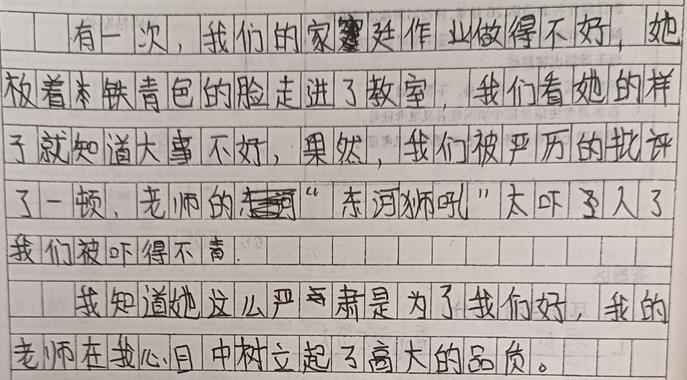 有一次，我们的家廷作业做得不好，她
板着本铁青色的脸走进了教室，我们看她的样
子就知道大事不好，果然，我们被严厉的批评
了一顿，老师的“东河狮吼”太吓人了
我们被吓得不青.
我知道她这么严肃是为了我们好，我的
老师在我心目中树立起了高大的品质。